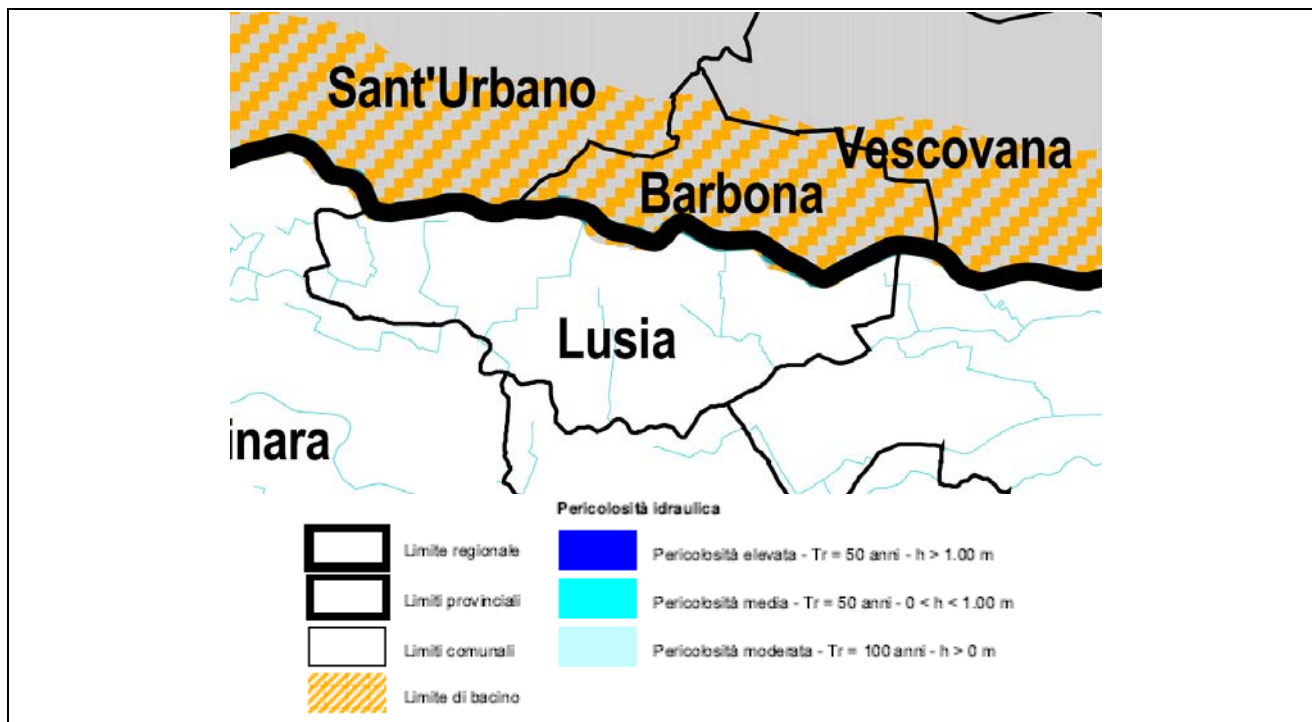 Sant'Urbano
Vescovana
Barbona
Lusia
inara
Pericolosità idraulica
Limite regionale
Pericolosità elevata - Tr = 50 anni - h > 1.00 m
Limiti provinciali
Pericolosità media - Tr = 50 anni - 0 < h < 1.00 m
Limiti comunali
Pericolosità moderata - Tr = 100 anni - h > 0 m
Limite di bacino